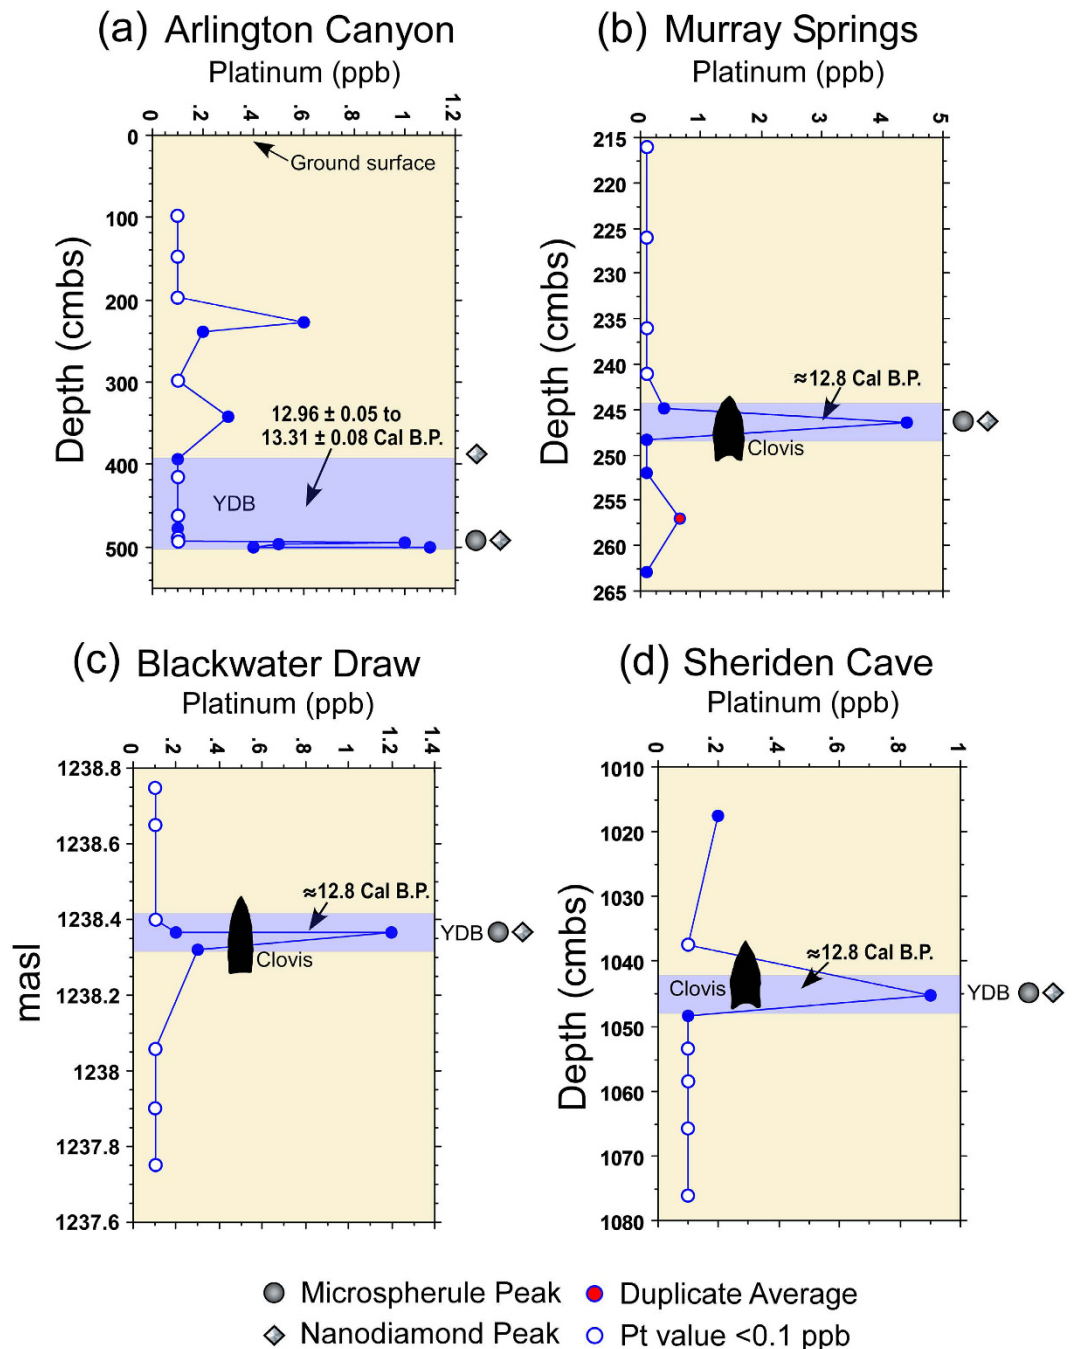 (a) Arlington Canyon
Platinum (ppb)
0 .2 .4 .6 .8 1 1.2
0
100
200
300
400
500
Depth (cmbs)
Ground surface
12.96 ± 0.05 to
13.31 ± 0.08 Cal B.P.
YDB
(b) Murray Springs
Platinum (ppb)
0 1 2 3 4 5
215
220
225
230
235
240
245
250
255
260
265
Depth (cmbs)
≈12.8 Cal B.P.
Clovis
(c) Blackwater Draw
Platinum (ppb)
0 .2 .4 .6 .8 1 1.2 1.4
1238.8
1238.6
1238.4
1238.2
1238
1237.8
1237.6
masl
≈12.8 Cal B.P.
Clovis
YDB
(d) Sheriden Cave
Platinum (ppb)
0 .2 .4 .6 .8 1
1010
1020
1030
1040
1050
1060
1070
1080
Depth (cmbs)
≈12.8 Cal B.P.
Clovis
YDB
Microspherule Peak
Duplicate Average
Nanodiamond Peak
Pt value <0.1 ppb